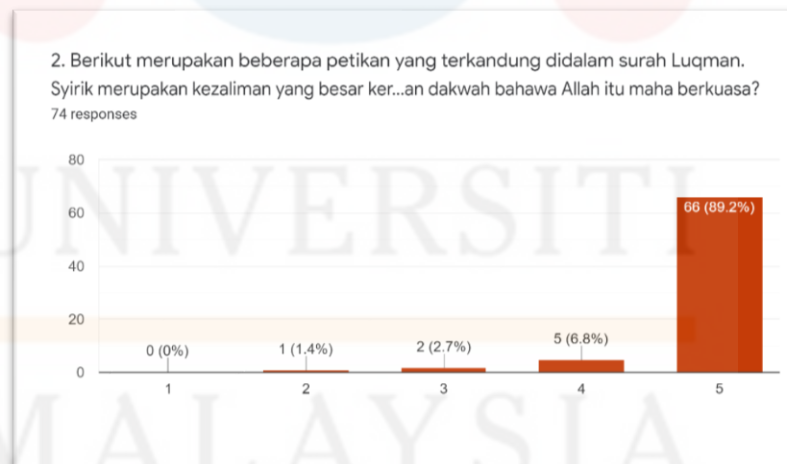 2. Berikut merupakan beberapa petikan yang terkandung didalam surah Luqman.
Syirik merupakan kezaliman yang besar ker...an dakwah bahawa Allah itu maha berkuasa?
74 responses
80
60
40
20
0
0 (0%)
1 (1.4%)
2 (2.7%)
5 (6.8%)
66 (89.2%)
1 2 3 4 5
UNIVERSITI
MALAYSIA